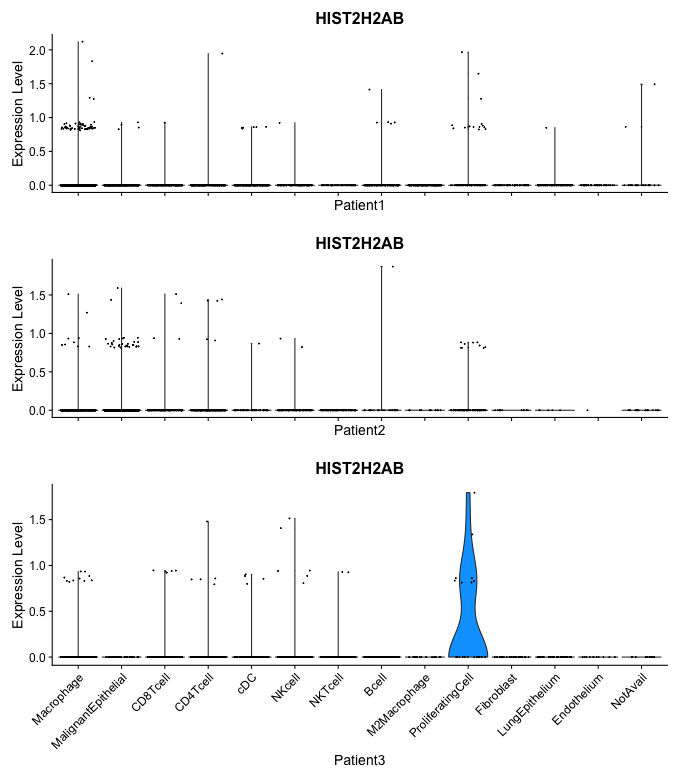 HIST2H2AB
Expression Level
2.0
1.5
1.0
0.5
0.0
Patient1
HIST2H2AB
Expression Level
1.5
1.0
0.5
0.0
Patient2
HIST2H2AB
Expression Level
1.5
1.0
0.5
0.0
Macrophage
MalignantEpithelial
CD8Tcell
CD4Tcell
cDC
NKcell
NKTcell
Bcell
M2Macrophage
ProliferatingCell
Fibroblast
LungEpithelium
Endothelium
NotAvail
Patient3